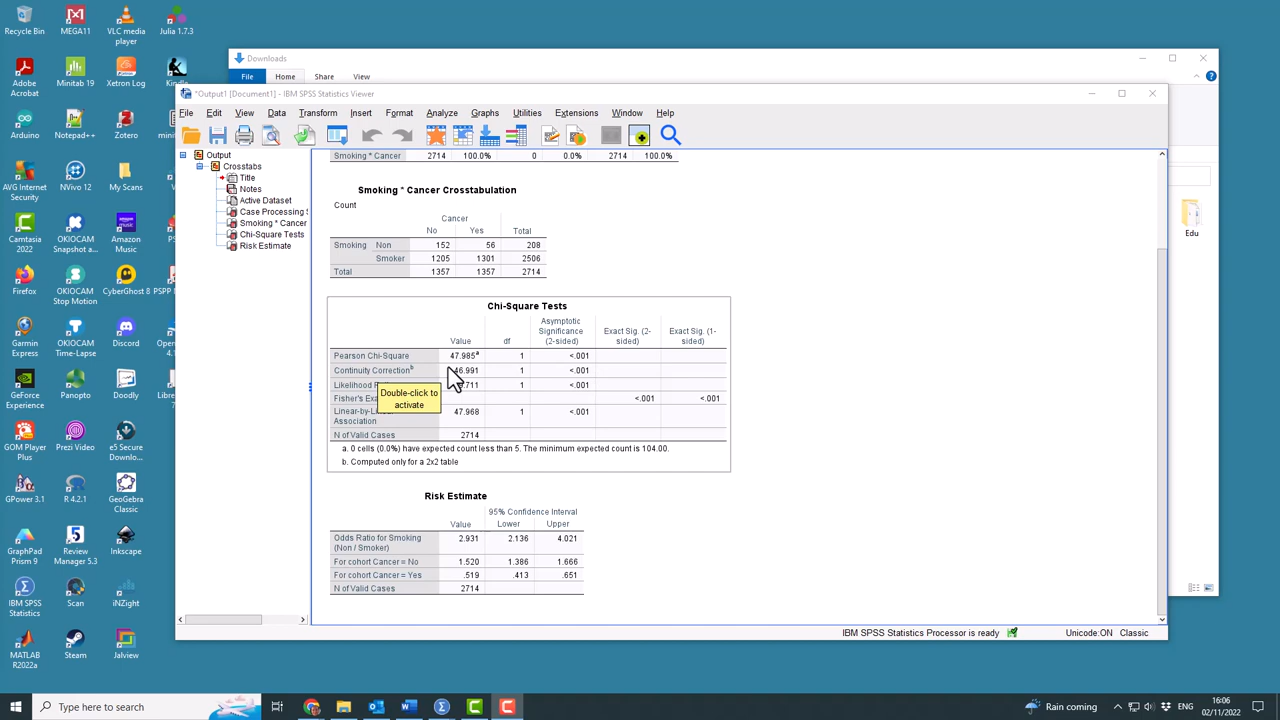 Recycle Bin
MEGA11
VLC media
player
Julia 1.7.3
Adobe
Acrobat
Minitab 19
Xetron Log
Kindle
Arduino
Notepad++
Zotero
AVG Internet
Security
NVivo 12
My Scans
Camtasia
2022
OKIOCAM
Snapshot a...
Amazon
Music
Firefox
OKIOCAM
Stop Motion
CyberGhost 8
PSPP
Garmin
Express
OKIOCAM
Time-Lapse
Discord
GeForce
Experience
Panopto
Doodly
GOM Player
Plus
Prezi Video
e5 Secure
Downlo...
GPower 3.1
R 4.2.1
GeoGebra
Classic
GraphPad
Prism 9
Review
Manager 5.3
Inkscape
IBM SPSS
Statistics
Scan
iNZight
MATLAB
R2022a
Steam
Jalview
Downloads
File
Home
Share
View
Edu
*Output1 [Document1] - IBM SPSS Statistics Viewer
File Edit View Data Transform Insert Format Analyze Graphs Utilities Extensions Window Help
Output
Crosstabs
Title
Notes
Active Dataset
Case Processing S
Smoking * Cancer
Chi-Square Tests
Risk Estimate
Smoking * Cancer 2714 100.0% 0 0.0% 2714 100.0%
Smoking * Cancer Crosstabulation
Count
Cancer
No Yes Total
Smoking Non 152 56 208
Smoker 1205 1301 2506
Total 1357 1357 2714
Chi-Square Tests
Value
df
Asymptotic
Significance
(2-sided)
Exact Sig. (2-
sided)
Exact Sig. (1-
sided)
Pearson Chi-Square 47.985a 1 <.001
Continuity Correctionb 46.991 1 <.001
Likelihood 1 <.001
Fisher's <.001 <.001
Linear-by-
Association 47.968 1 <.001
N of Valid Cases 2714
Double-click to
activate
a. 0 cells (0.0%) have expected count less than 5. The minimum expected count is 104.00.
b. Computed only for a 2x2 table
Risk Estimate
95% Confidence Interval
Value Lower Upper
Odds Ratio for Smoking
(Non / Smoker) 2.931 2.136 4.021
For cohort Cancer = No 1.520 1.386 1.666
For cohort Cancer = Yes .519 .413 .651
N of Valid Cases 2714
IBM SPSS Statistics Processor is ready
Unicode:ON Classic
Type here to search
Rain coming
ENG
16:06
02/11/2022